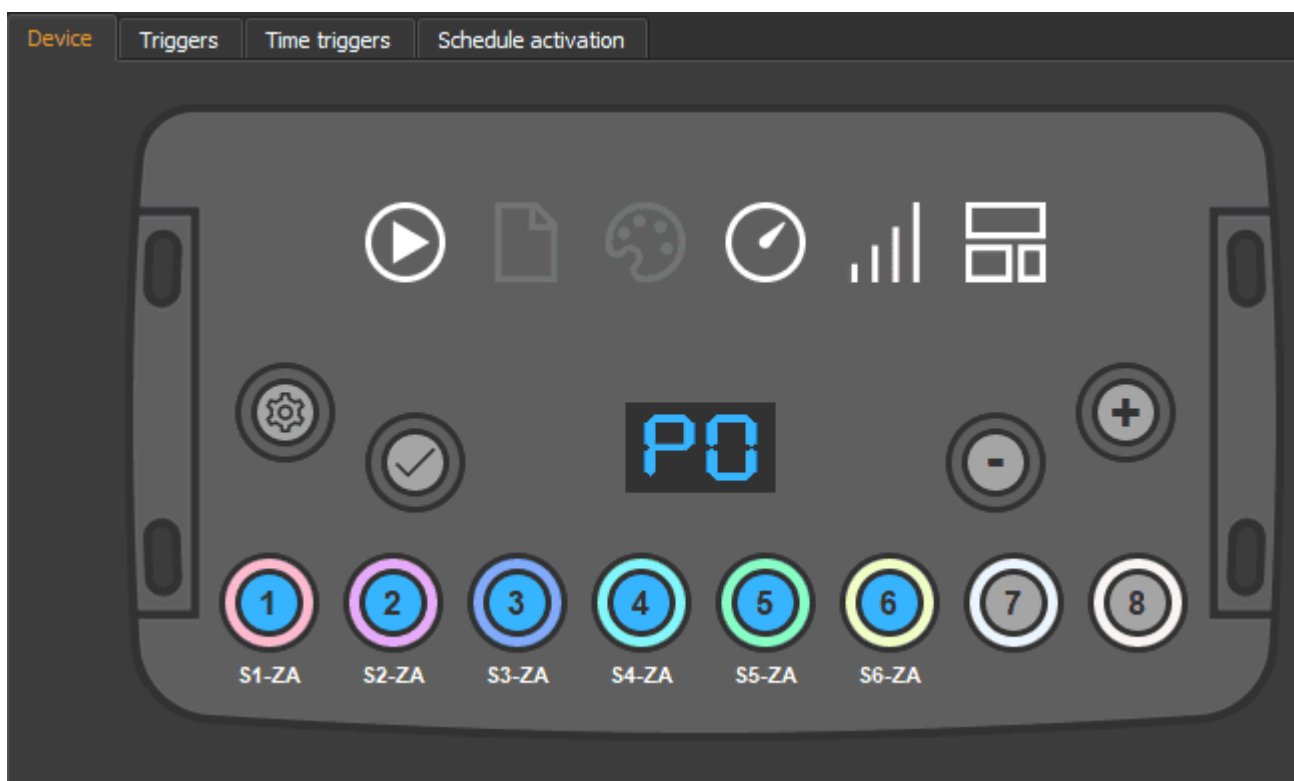 Device Triggers Time triggers Schedule activation
+
-
P0
1 2 3 4 5 6 7 8
S1-ZA S2-ZA S3-ZA S4-ZA S5-ZA S6-ZA